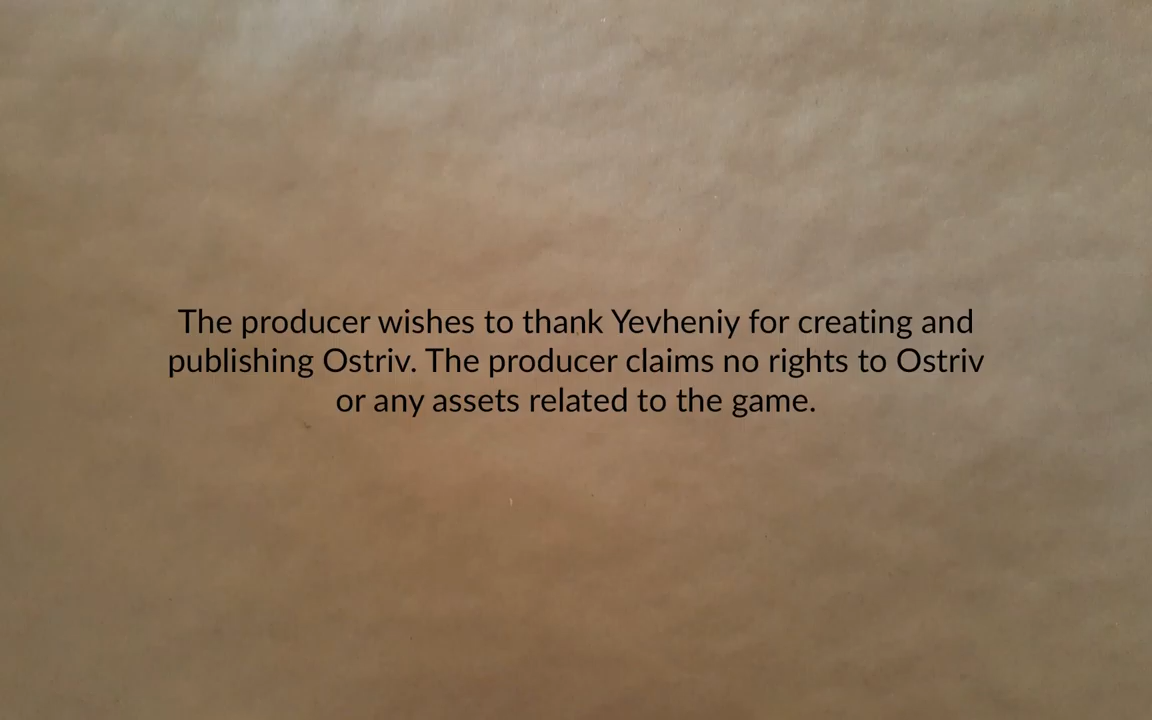 The producer wishes to thank Yevheniy for creating and
publishing Ostriv. The producer claims no rights to Ostriv
or any assets related to the game.